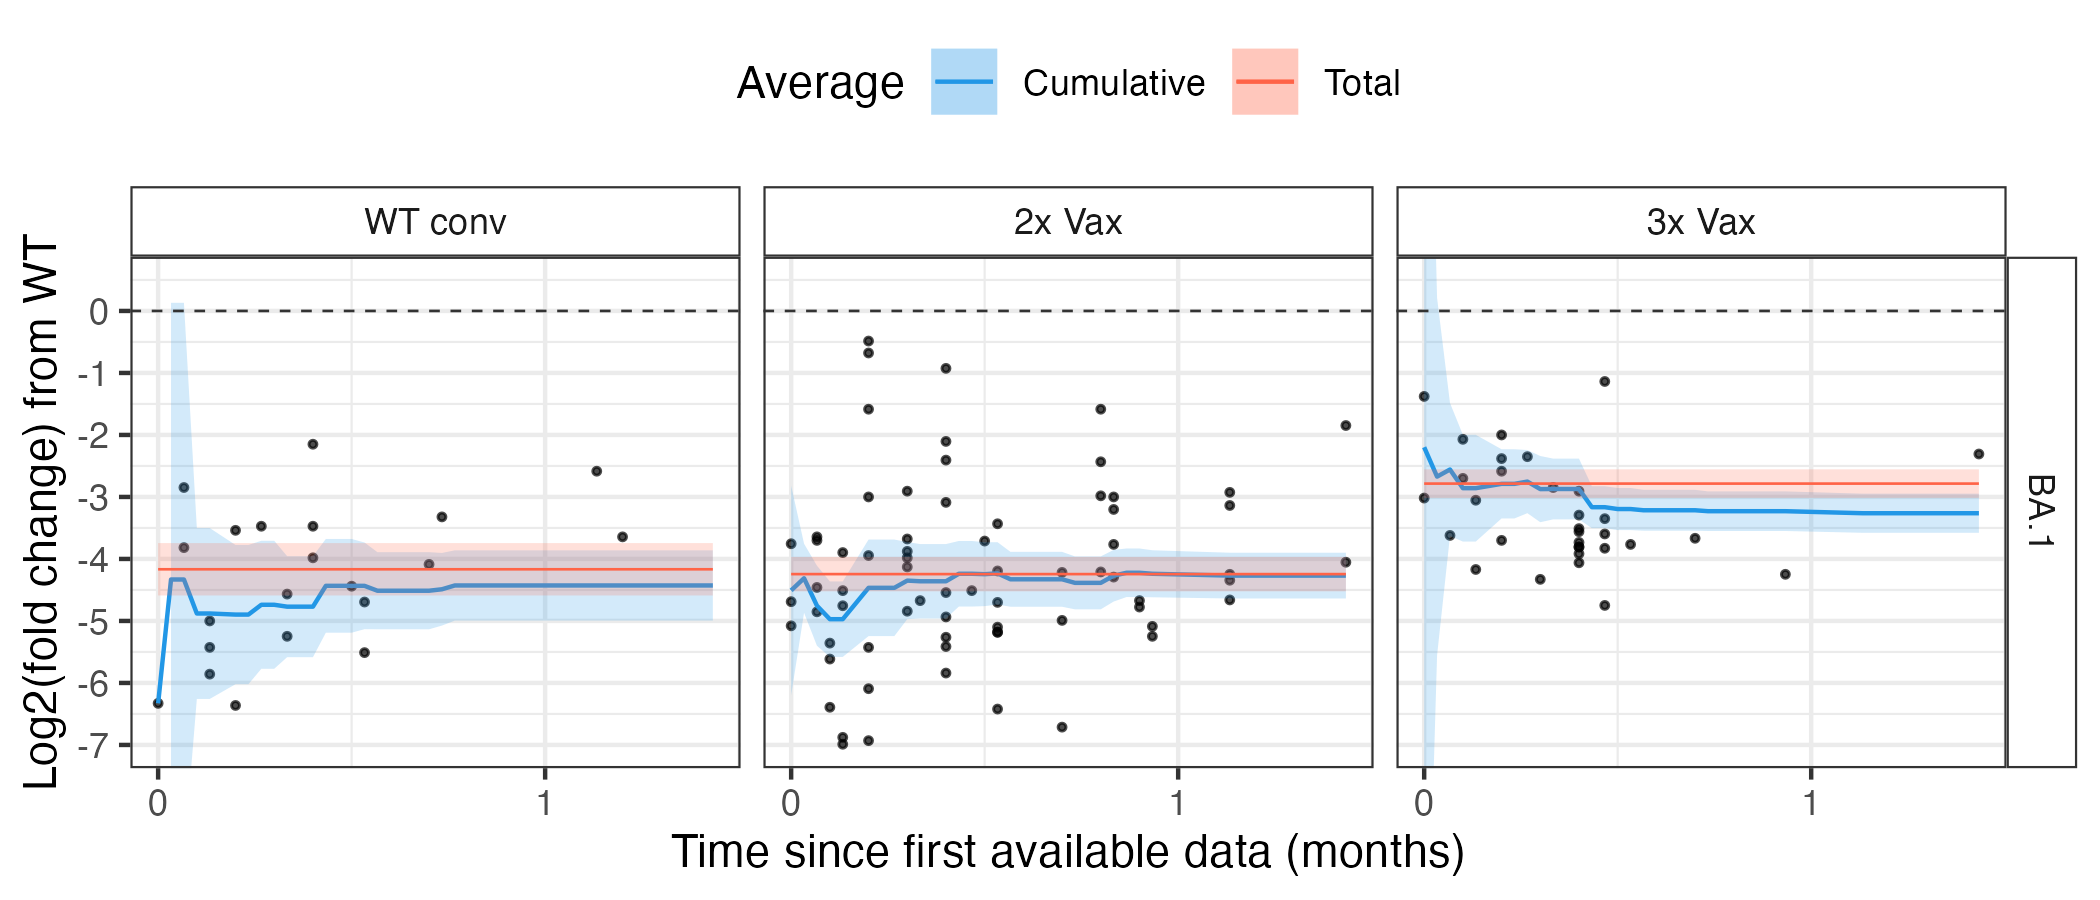 Average Cumulative Total
WT conv 2x Vax 3x Vax
Log2(fold change) from WT
0
-1
-2
-3
-4
-5
-6
-7
BA.1
0 1 0 1 0 1
Time since first available data (months)